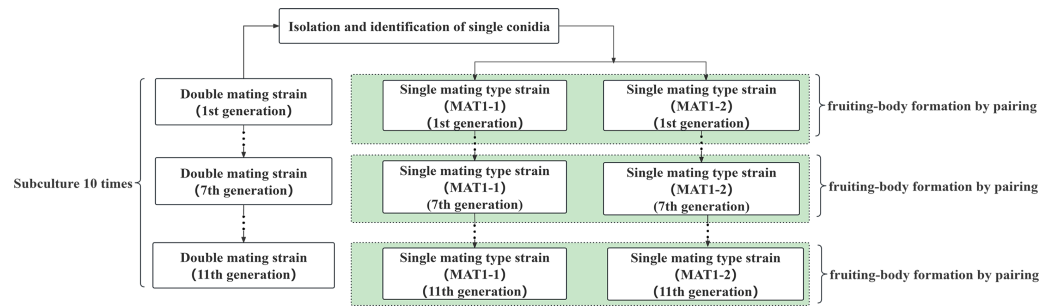 Isolation and identification of single conidia
Subculture 10 times
Double mating strain
(1st generation)
Double mating strain
(7th generation)
Double mating strain
(11th generation)
Single mating type strain
(MAT1-1)
(1st generation)
Single mating type strain
(MAT1-2)
(1st generation)
fruiting-body formation by pairing
Single mating type strain
(MAT1-1)
(7th generation)
Single mating type strain
(MAT1-2)
(7th generation)
fruiting-body formation by pairing
Single mating type strain
(MAT1-1)
(11th generation)
Single mating type strain
(MAT1-2)
(11th generation)
fruiting-body formation by pairing